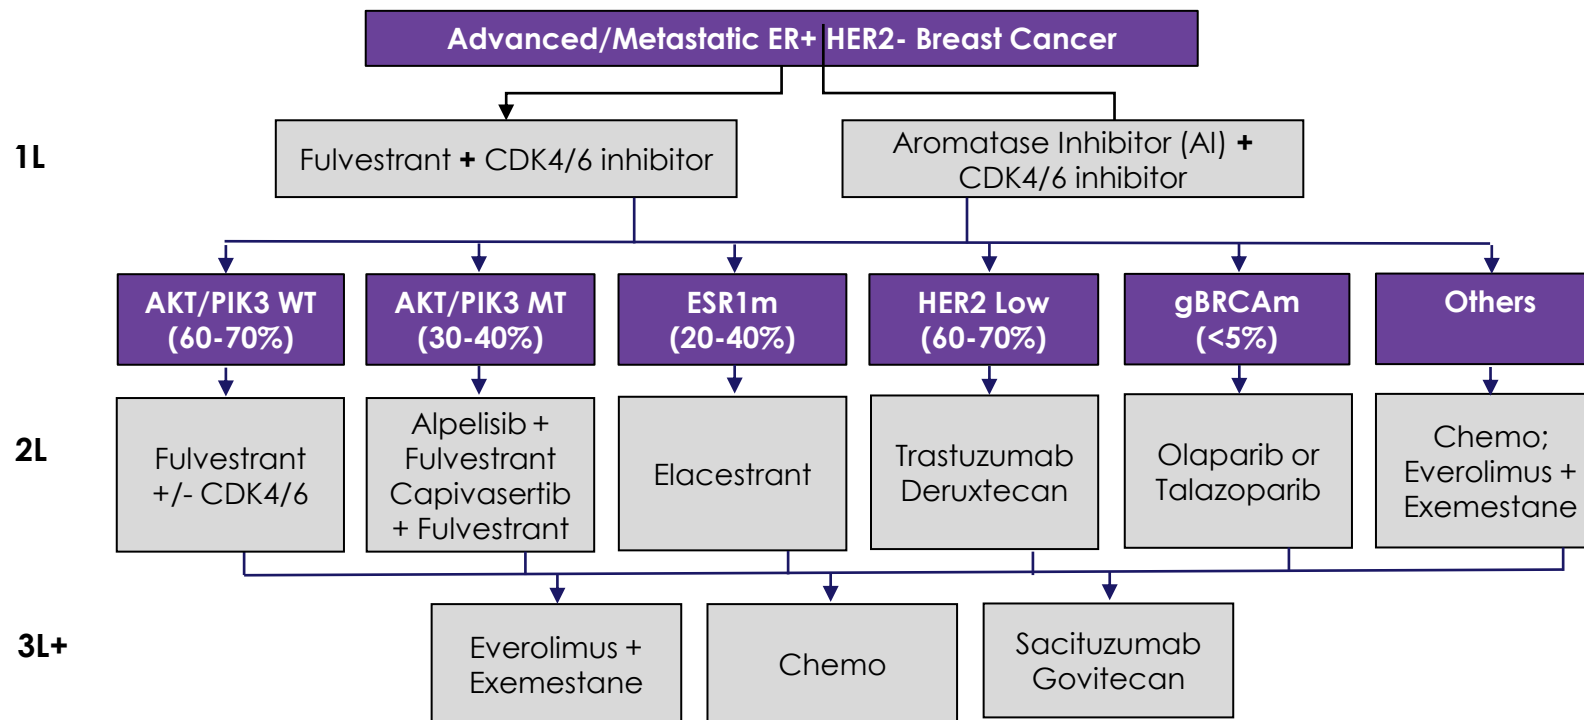 Advanced/Metastatic ER+ HER2- Breast Cancer
1L
Fulvestrant + CDK4/6 inhibitor
Aromatase Inhibitor (AI) +
CDK4/6 inhibitor
AKT/PIK3 WT
(60-70%)
AKT/PIK3 MT
(30-40%)
ESR1m
(20-40%)
HER2 Low
(60-70%)
gBRCAm
(<5%)
Others
2L
Fulvestrant
+/- CDK4/6
Alpelisib +
Fulvestrant
Capivasertib
+ Fulvestrant
Elacestrant
Trastuzumab
Deruxtecan
Olaparib or
Talazoparib
Chemo;
Everolimus +
Exemestane
3L+
Everolimus +
Exemestane
Chemo
Sacituzumab
Govitecan